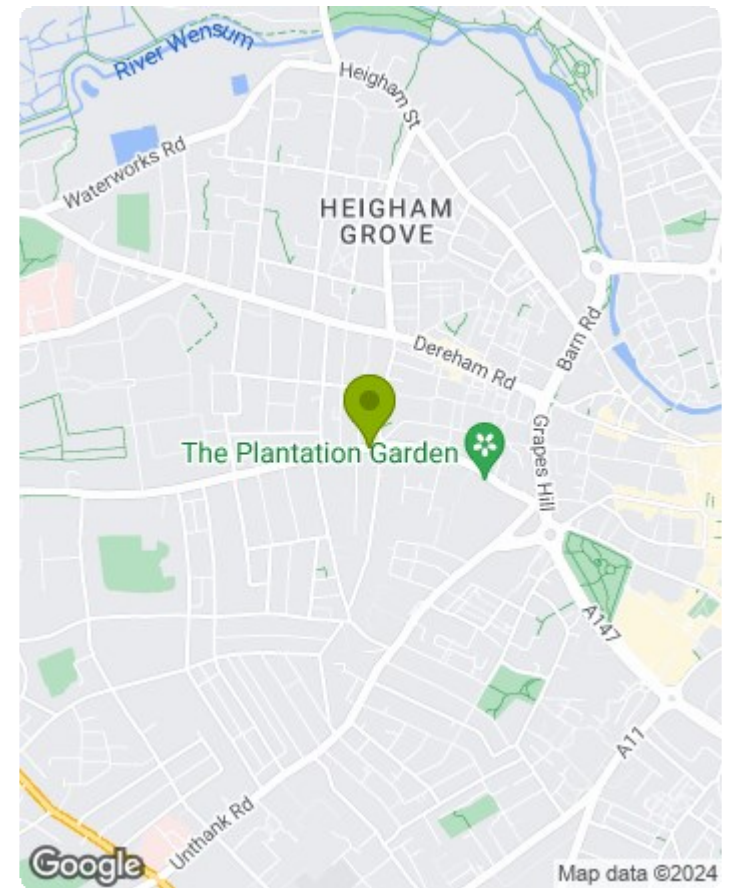 River Wensum
Heigham St
Waterworks Rd
HEIGHAM
GROVE
Barn Rd
Dereham Rd
Grapes Hill
The Plantation Garden
A147
A11
Unthank Rd
Google
Map data ©2024